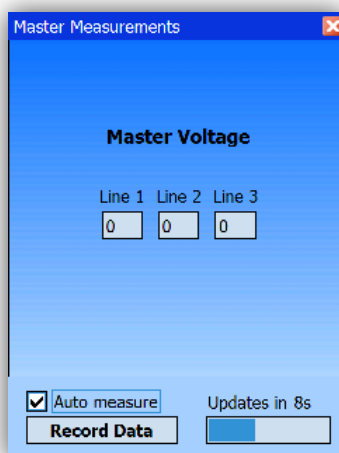 Master Measurements
Master Voltage
Line 1 Line 2 Line 3
0 0 0
Auto measure Updates in 8s
Record Data